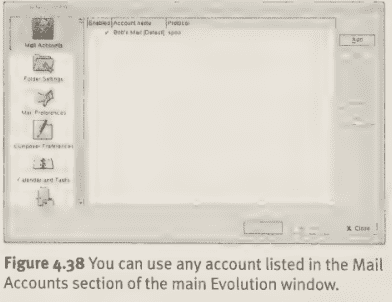 Enabled Account name Protocol
✔ Bob's Mail [Default] spop
Mail Accounts
Folder Settings
Mail Preferences
Composer Preferences
Calendar and Tasks
X Close
Figure 4.38 You can use any account listed in the Mail
Accounts section of the main Evolution window.